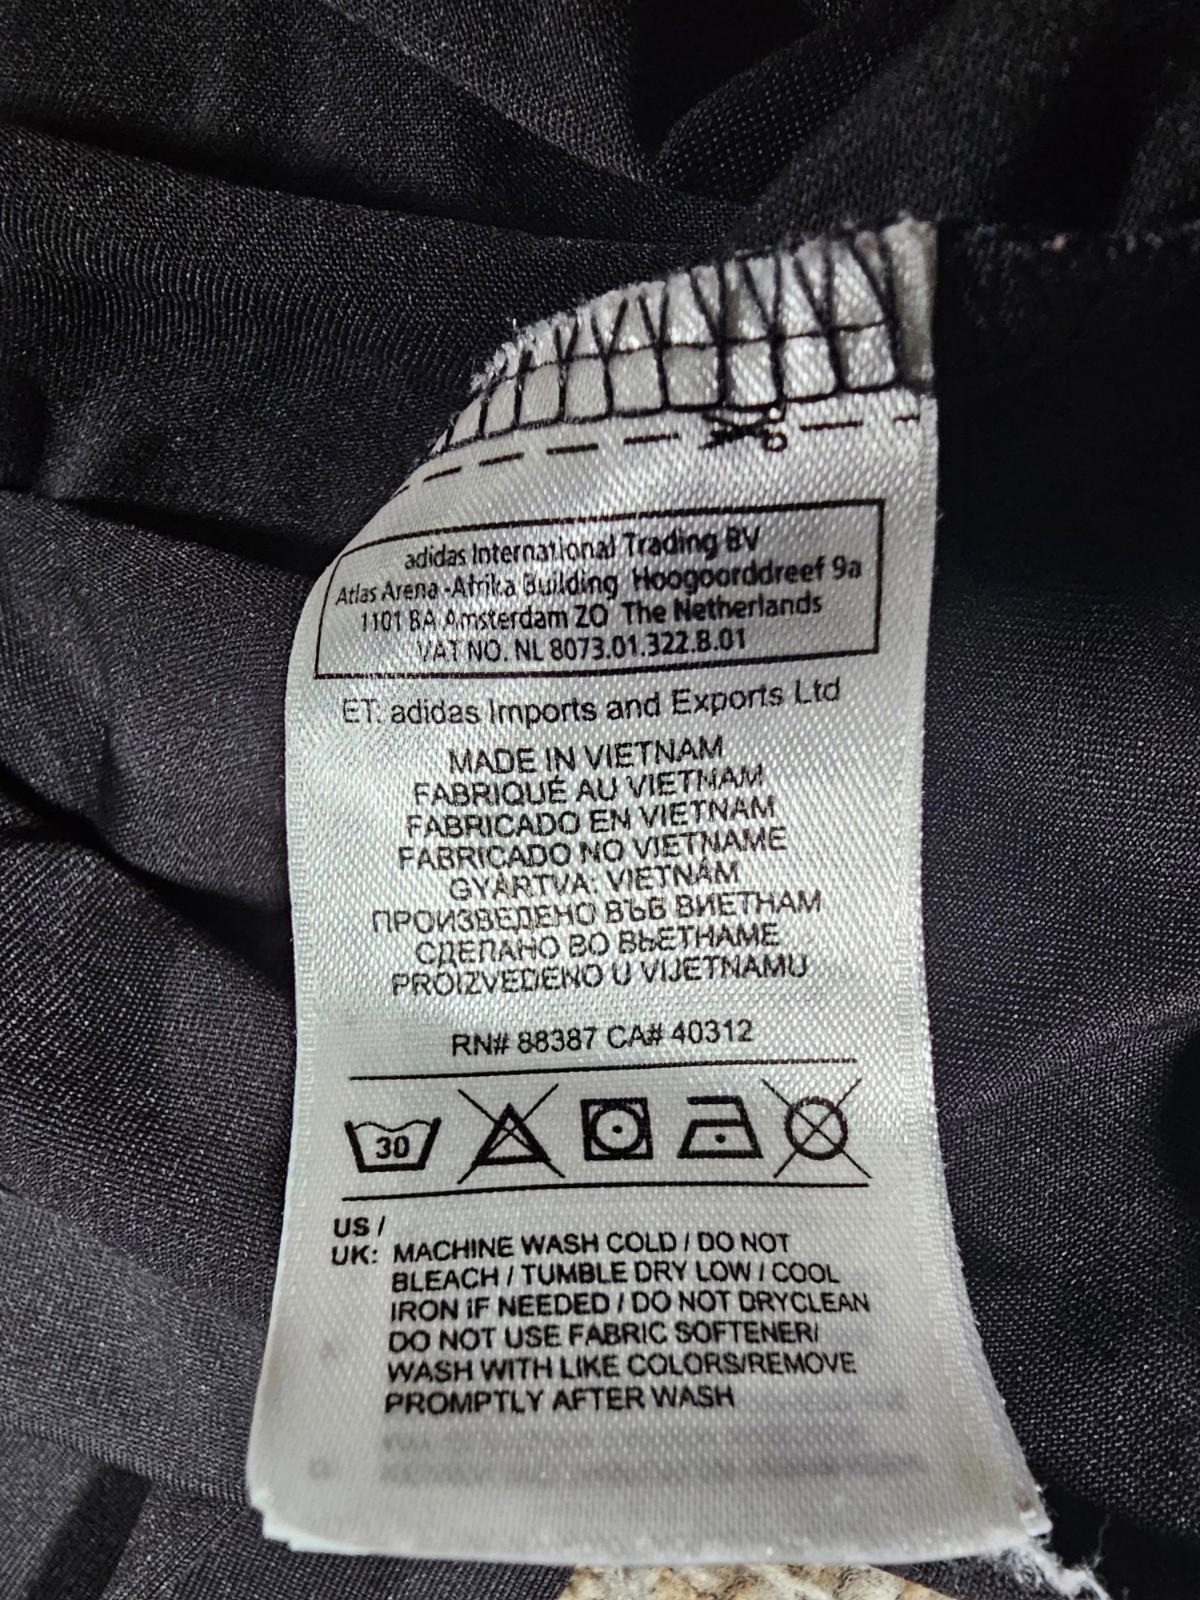 adidas International Trading BV
Atlas Arena -Afrika Building Hoogoorddreef 9a
1101 BA Amsterdam ZO The Netherlands
VAT NO. NL 8073.01.322.B.01
ET: adidas Imports and Exports Ltd
MADE IN VIETNAM
FABRIQUÉ AU VIETNAM
FABRICADO EN VIETNAM
FABRICADO NO VIETNAME
GYÁRTVA: VIETNÁM
ПРОИЗВЕДЕНО ВЪВ ВИЕТНАМ
СДЕЛАНО ВО ВЬЕТНАМЕ
PROIZVEDENO U VIJETNAMU
RN# 88387 CA# 40312
30
US /
UK: MACHINE WASH COLD / DO NOT
BLEACH / TUMBLE DRY LOW / COOL
IRON IF NEEDED / DO NOT DRYCLEAN
DO NOT USE FABRIC SOFTENER/
WASH WITH LIKE COLORS/REMOVE
PROMPTLY AFTER WASH